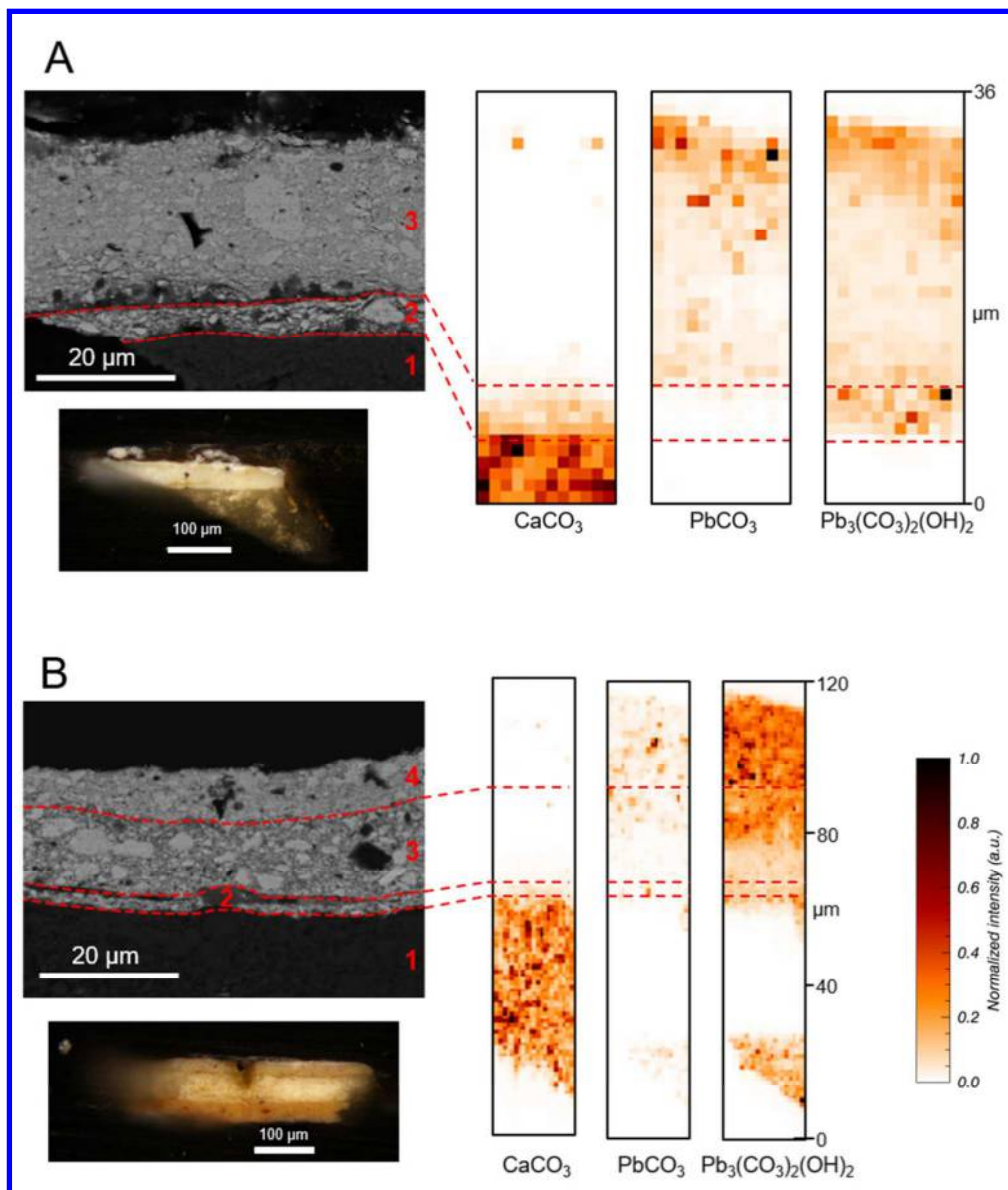 A
3
2
1
20 µm
100 µm
36
µm
0
CaCO₃
PbCO₃
Pb₃(CO₃)₂(OH)₂
B
4
3
2
1
20 µm
100 µm
120
80
µm
40
0
CaCO₃
PbCO₃
Pb₃(CO₃)₂(OH)₂
1.0
0.8
0.6
0.4
0.2
0.0
Normalized intensity (a.u.)